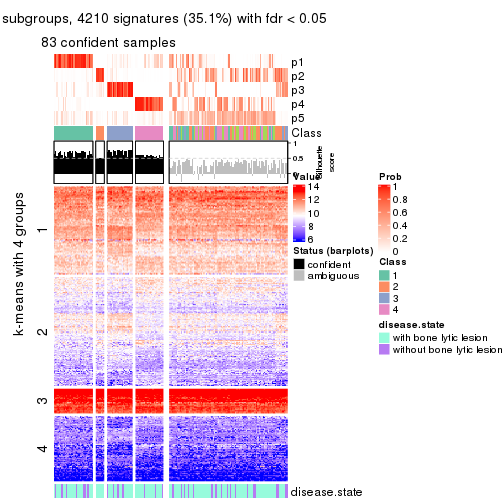 subgroups, 4210 signatures (35.1%) with fdr < 0.05
83 confident samples
p1
p2
p3
p4
p5
Class
1
0.5
0
Silhouette
score
k-means with 4 groups
1
2
3
4
disease.state
Value
14
12
10
8
6
Status (barplots)
confident
ambiguous
Prob
1
0.8
0.6
0.4
0.2
0
Class
1
2
3
4
disease.state
with bone lytic lesion
without bone lytic lesion